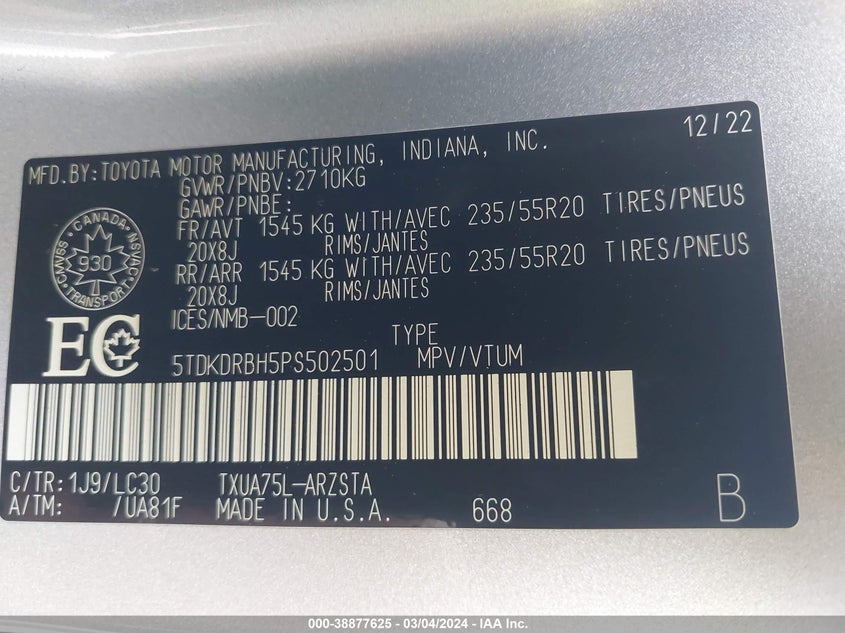 MFD.BY:TOYOTA MOTOR MANUFACTURING, INDIANA, INC. 12/22
GVWR/PNBV:2710KG
GAWR/PNBE:
FR/AVT 1545 KG WITH/AVEC 235/55R20 TIRES/PNEUS
20X8J RIMS/JANTES
RR/ARR 1545 KG WITH/AVEC 235/55R20 TIRES/PNEUS
20X8J RIMS/JANTES
ICES/NMB-002
CANADA
CMVSS 930 NSVAC
TRANSPORT
EC
TYPE
5TDKDRBH5PS502501 MPV/VTUM
C/TR:1J9/LC30 TXUA75L-ARZSTA
A/TM: /UA81F MADE IN U.S.A. 668 B
000-38877625 - 03/04/2024 - IAA Inc.